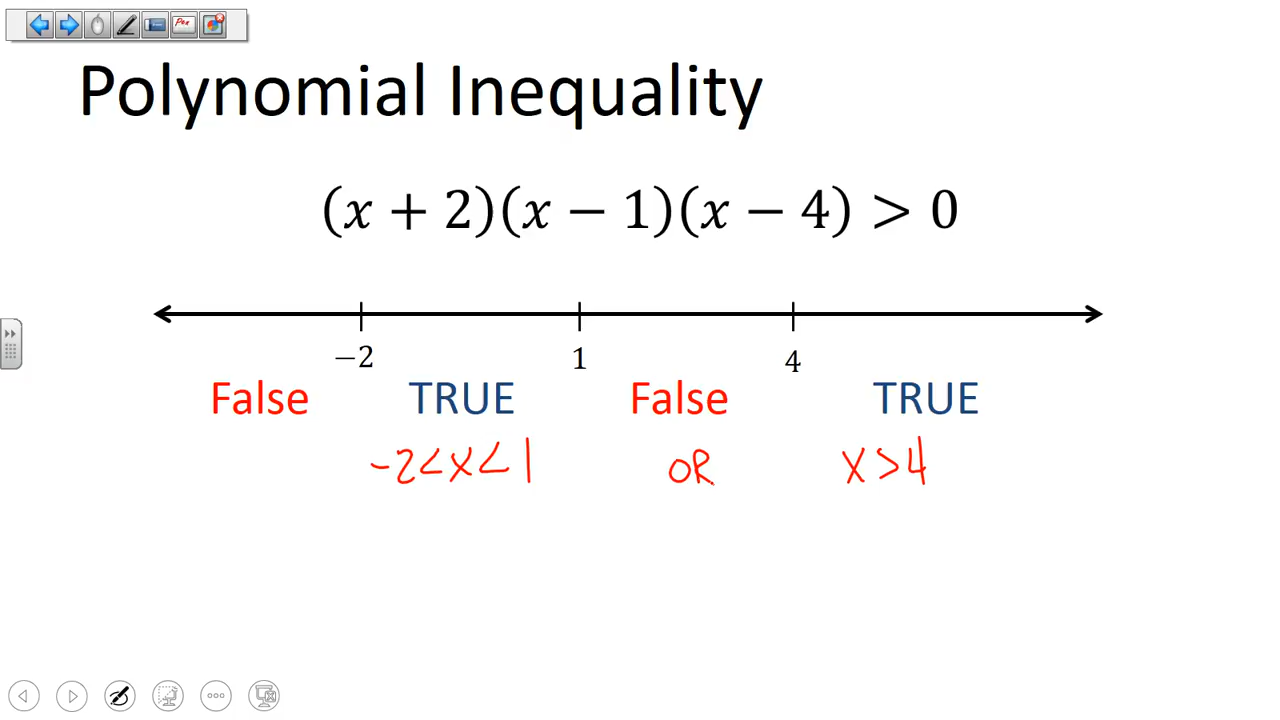 Polynomial Inequality
(x + 2)(x − 1)(x − 4) > 0
−2 1 4
False TRUE False TRUE
-2<x<1 OR x>4